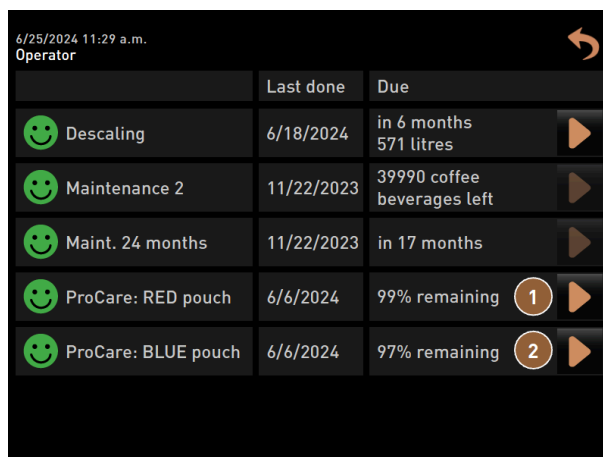 6/25/2024 11:29 a.m.
Operator
Last done Due
Descaling 6/18/2024 in 6 months
571 litres
Maintenance 2 11/22/2023 39990 coffee
beverages left
Maint. 24 months 11/22/2023 in 17 months
ProCare: RED pouch 6/6/2024 99% remaining 1
ProCare: BLUE pouch 6/6/2024 97% remaining 2